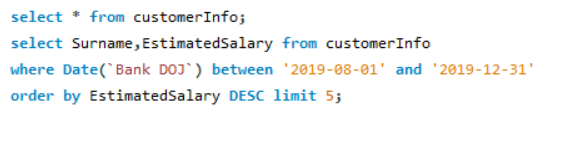 select * from customerInfo;
select Surname,EstimatedSalary from customerInfo
where Date(`Bank DOJ`) between '2019-08-01' and '2019-12-31'
order by EstimatedSalary DESC limit 5;